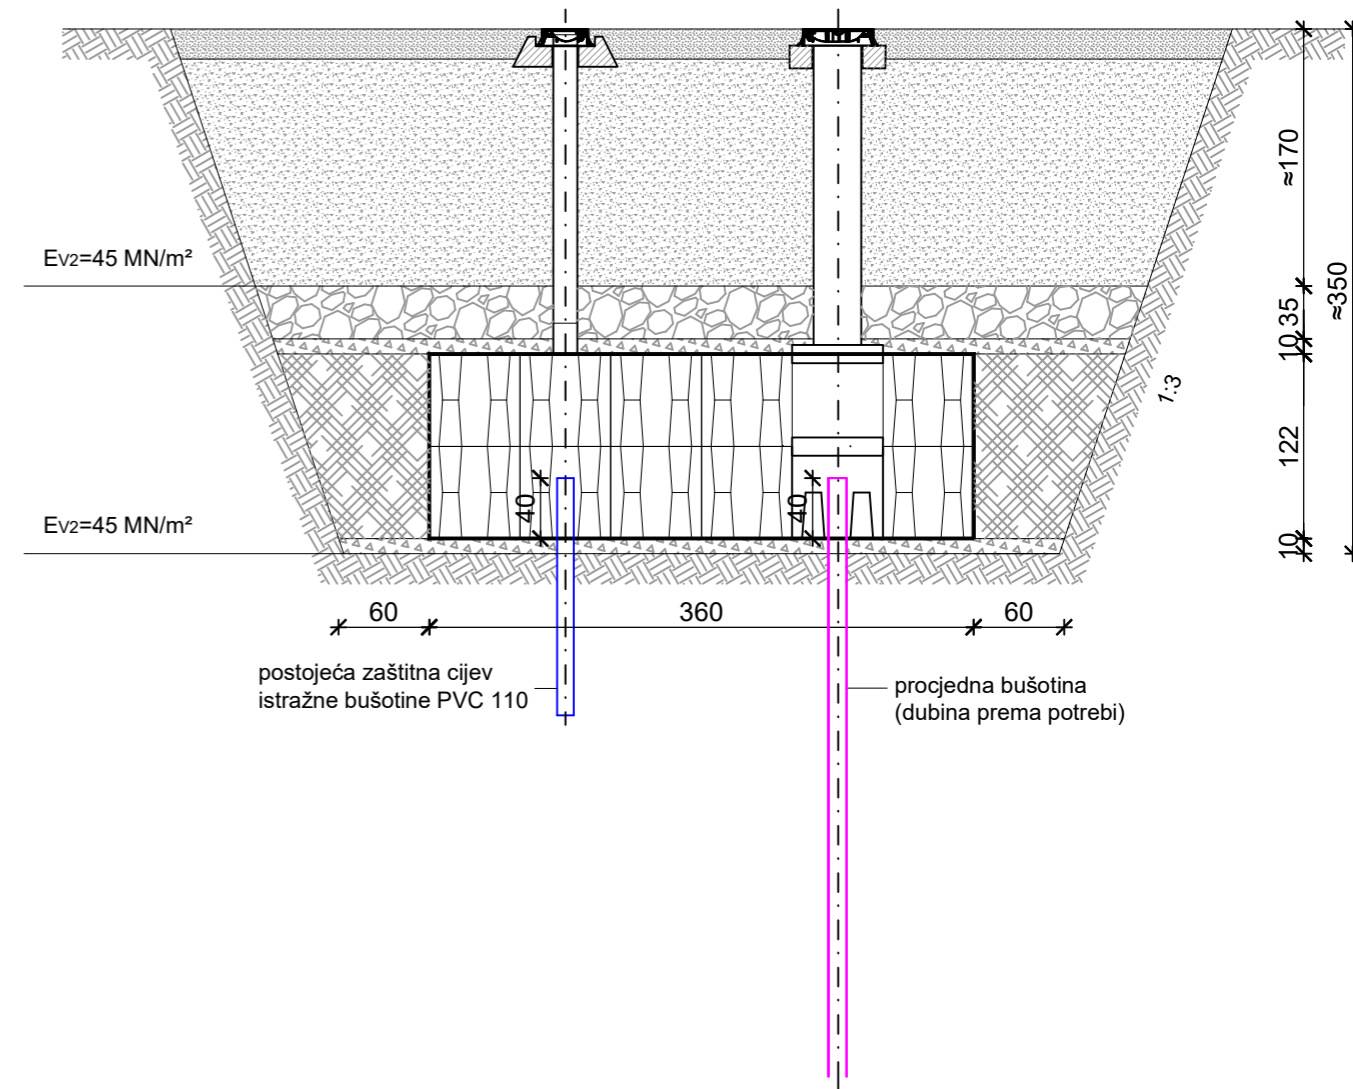 ≈170
EV2=45 MN/m²
≈350
35
10
1:3
122
40
40
EV2=45 MN/m²
10
60
360
60
postojeća zaštitna cijev
istražne bušotine PVC 110
procjedna bušotina
(dubina prema potrebi)